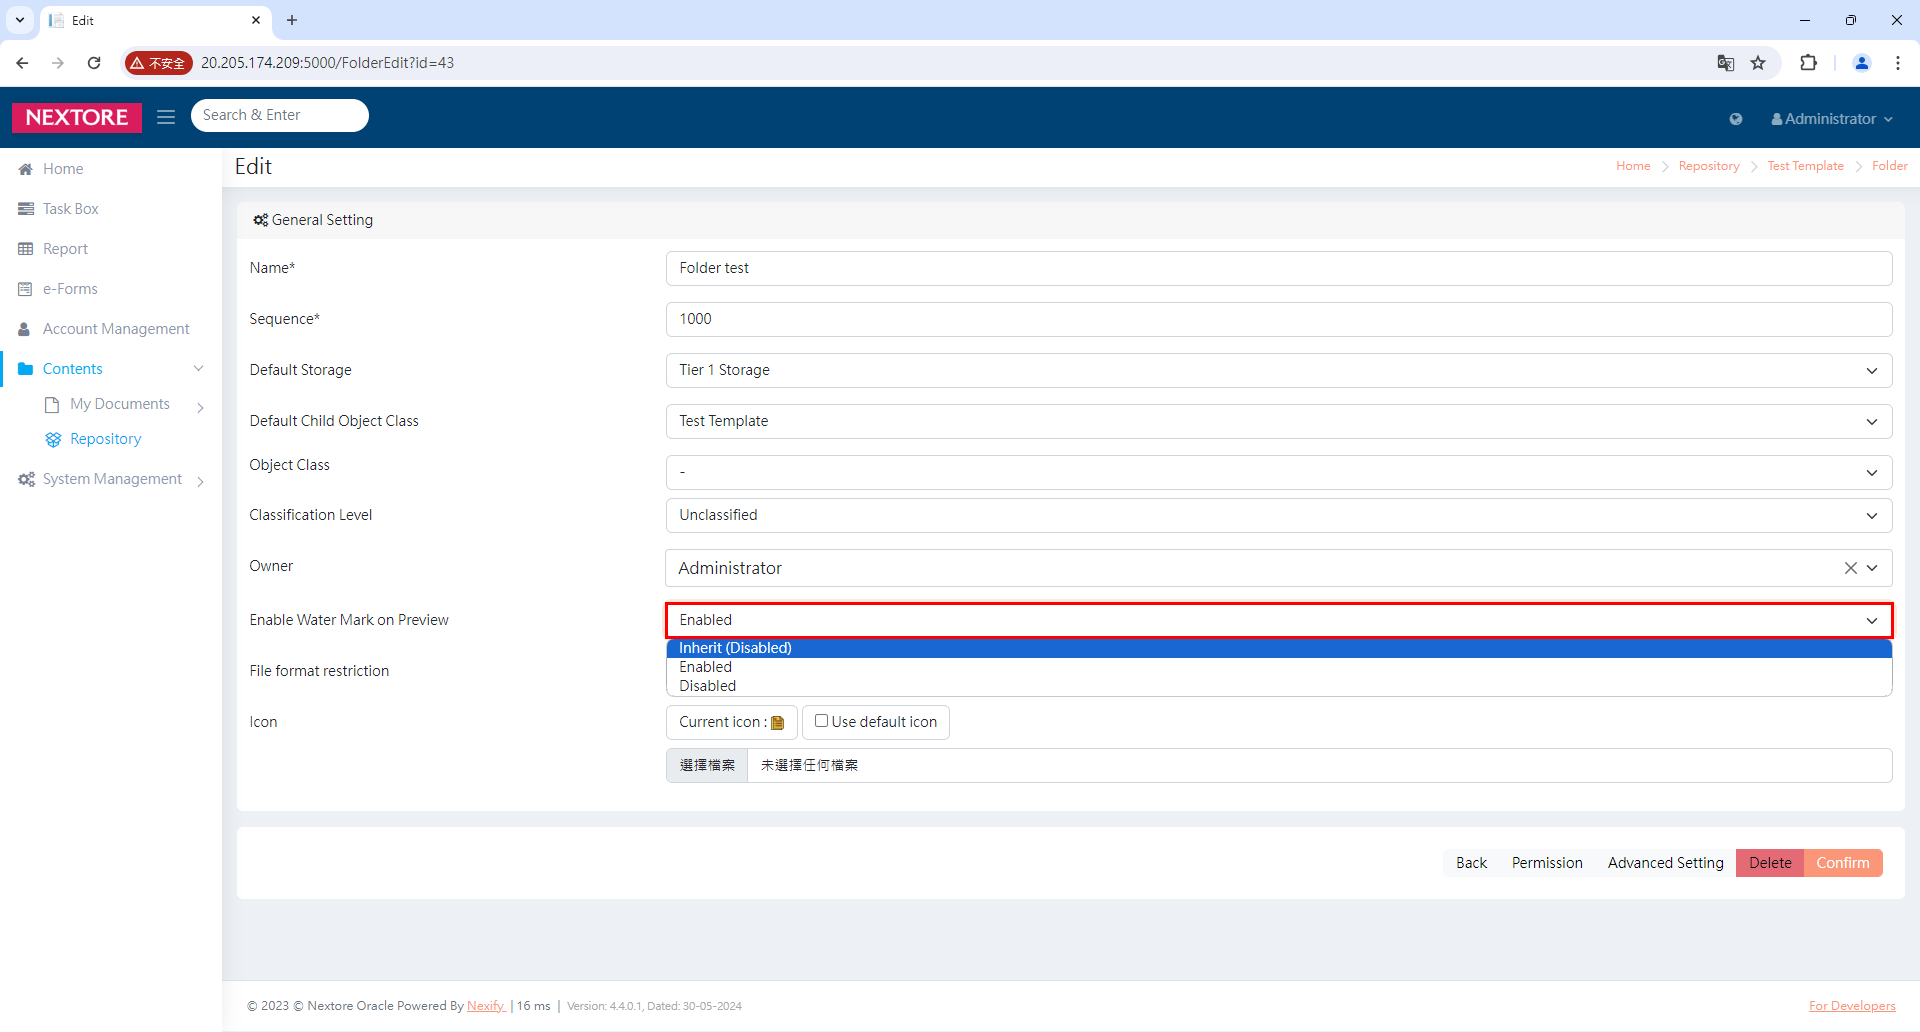 Edit
不安全
20.205.174.209:5000/FolderEdit?id=43
NEXTORE
Search & Enter
Administrator
Home
Task Box
Report
e-Forms
Account Management
Contents
My Documents
Repository
System Management
Edit
Home
Repository
Test Template
Folder
General Setting
Name*
Folder test
Sequence*
1000
Default Storage
Tier 1 Storage
Default Child Object Class
Test Template
Object Class
-
Classification Level
Unclassified
Owner
Administrator
Enable Water Mark on Preview
Enabled
Inherit (Disabled)
Enabled
Disabled
File format restriction
Icon
Current icon :
Use default icon
選擇檔案
未選擇任何檔案
Back
Permission
Advanced Setting
Delete
Confirm
© 2023 © Nextore Oracle Powered By Nexify | 16 ms | Version: 4.4.0.1, Dated: 30-05-2024
For Developers